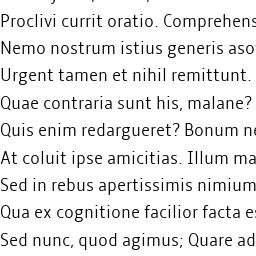 Proclivi currit oratio. Comprehens
Nemo nostrum istius generis aso
Urgent tamen et nihil remittunt.
Quae contraria sunt his, malane?
Quis enim redargueret? Bonum ne
At coluit ipse amicitias. Illum ma
Sed in rebus apertissimis nimium
Qua ex cognitione facilior facta es
Sed nunc, quod agimus; Quare ad